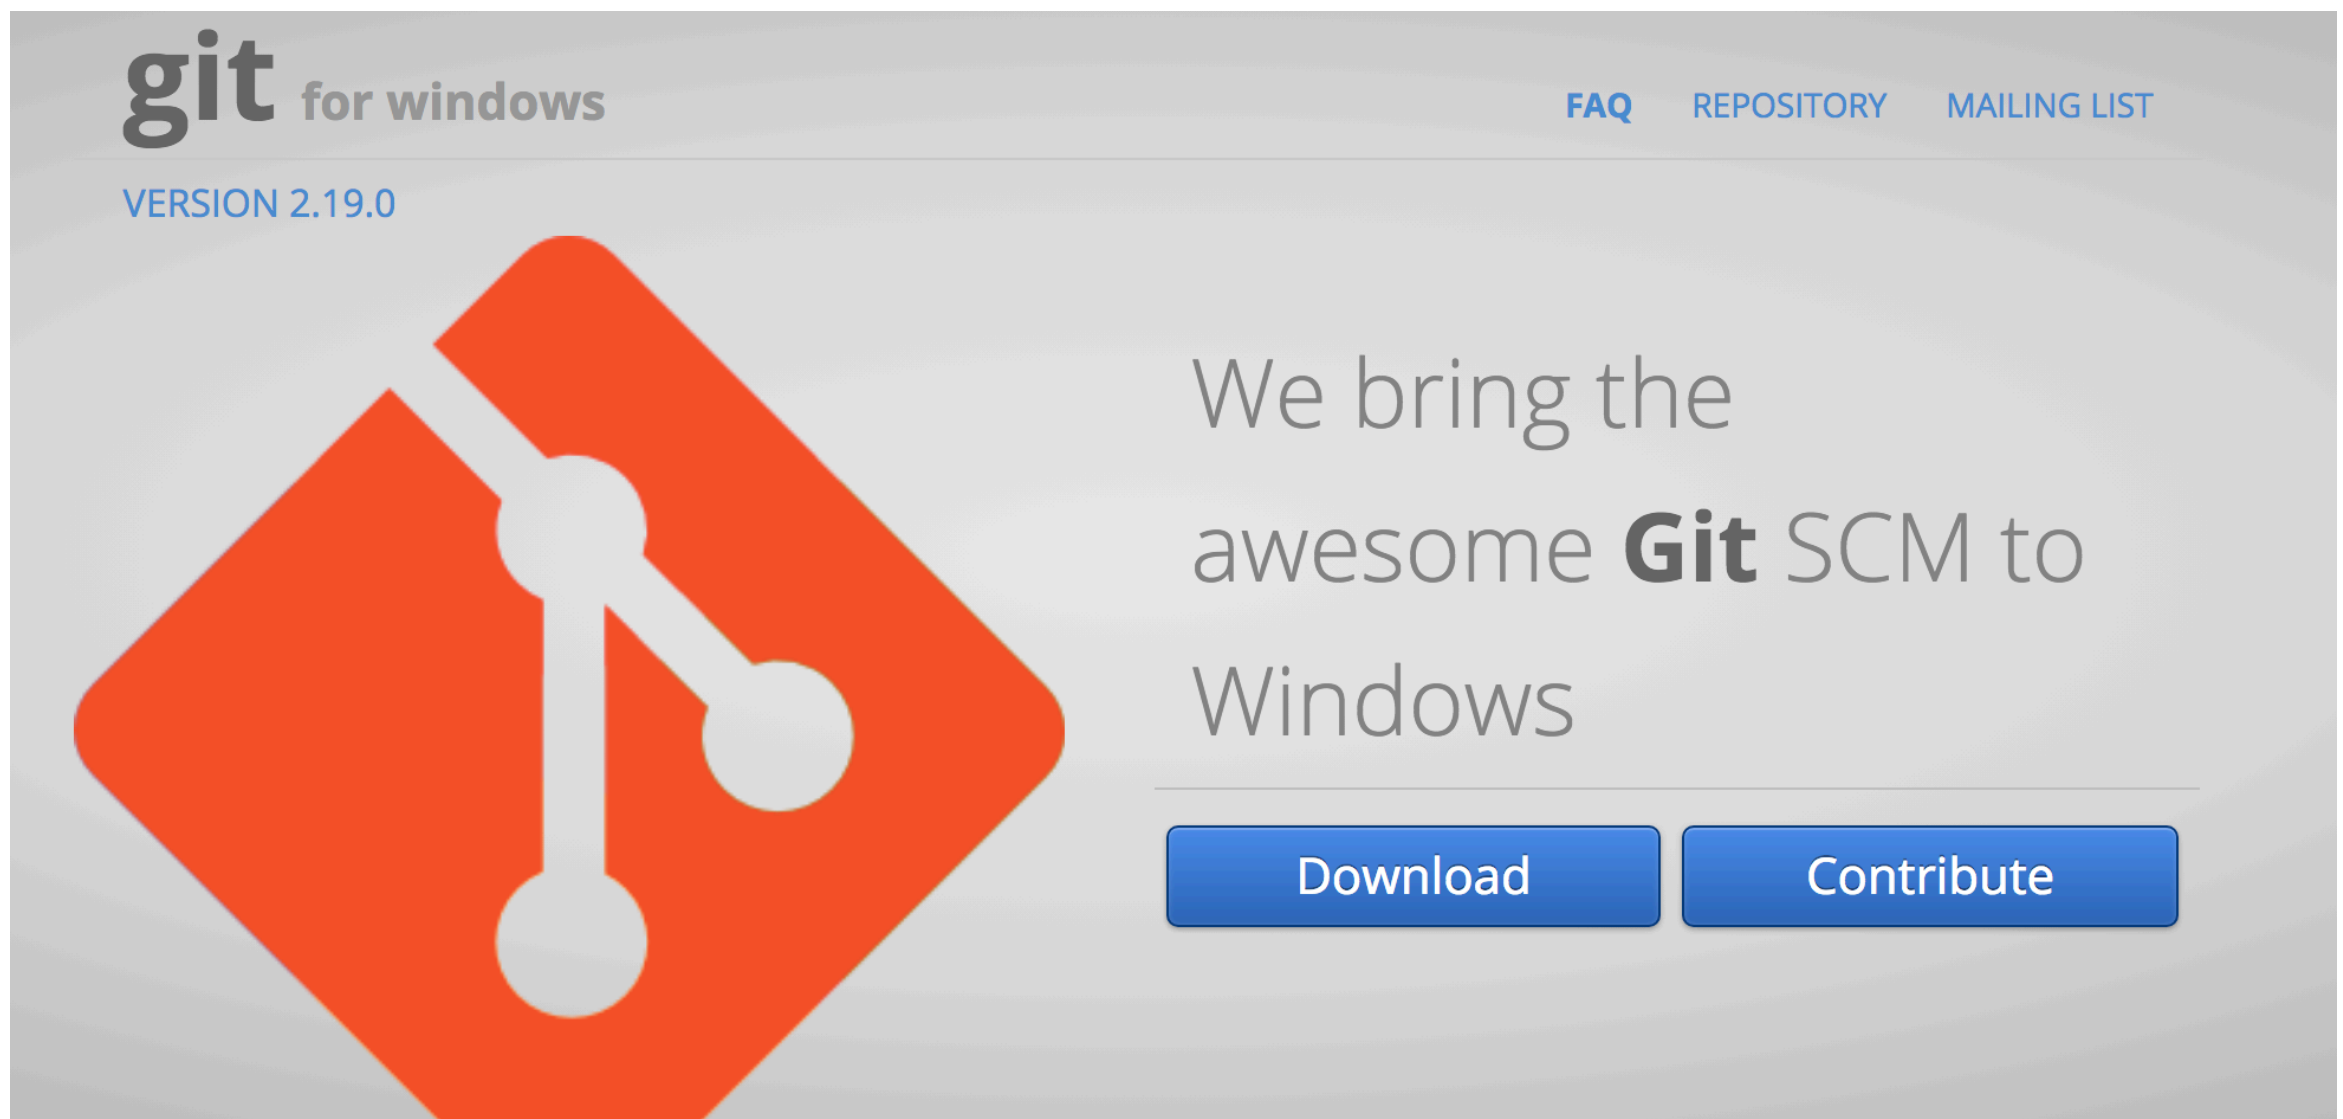 git for windows
FAQ REPOSITORY MAILING LIST
VERSION 2.19.0
We bring the
awesome Git SCM to
Windows
Download Contribute